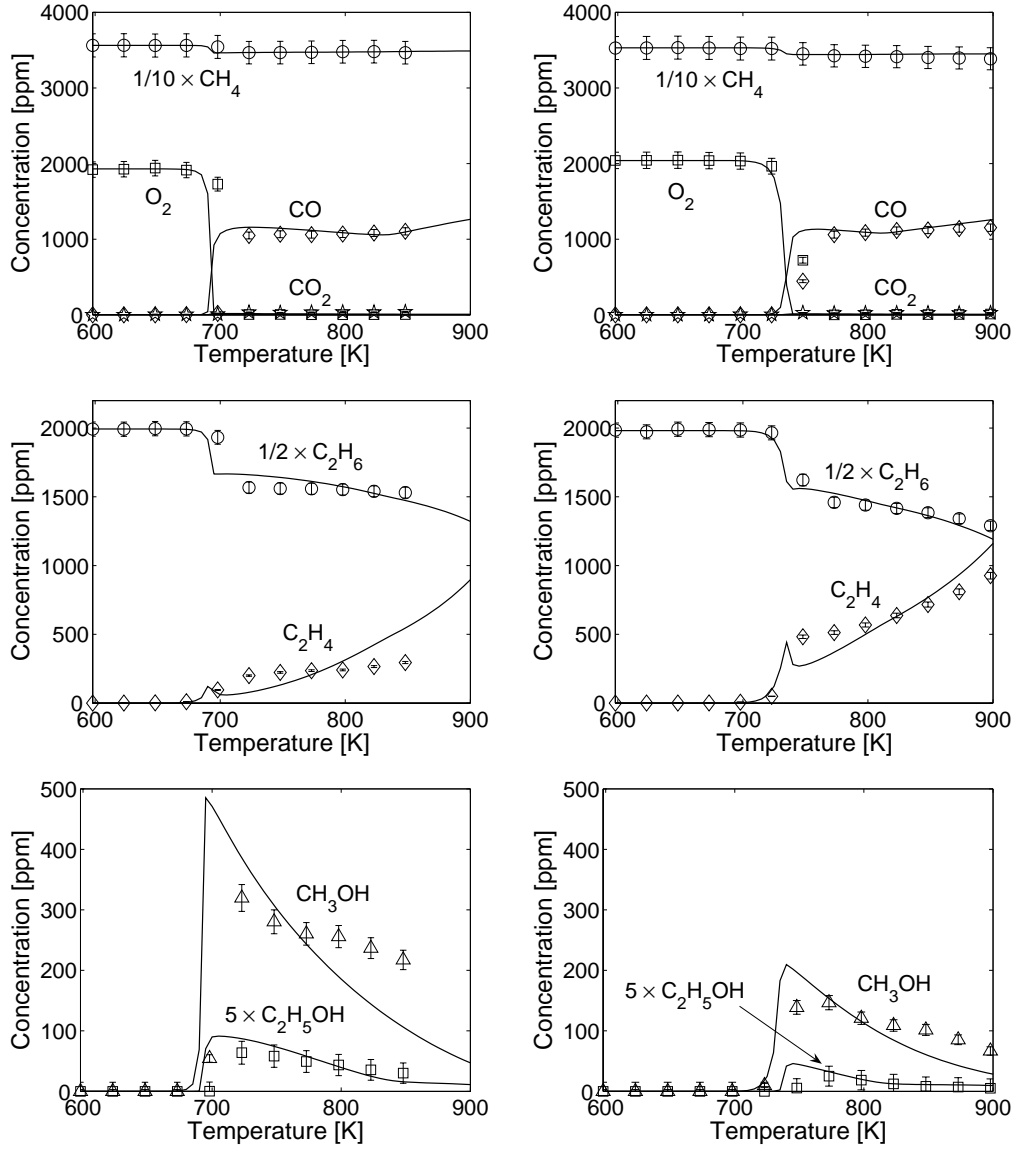 4000
3000
2000
1000
0
600
700
800
900
Concentration [ppm]
Temperature [K]
1/10 × CH4
O2
CO
CO2
4000
3000
2000
1000
0
600
700
800
900
Concentration [ppm]
Temperature [K]
1/10 × CH4
O2
CO
CO2
2000
1500
1000
500
0
600
700
800
900
Concentration [ppm]
Temperature [K]
1/2 × C2H6
C2H4
2000
1500
1000
500
0
600
700
800
900
Concentration [ppm]
Temperature [K]
1/2 × C2H6
C2H4
500
400
300
200
100
0
600
700
800
900
Concentration [ppm]
Temperature [K]
CH3OH
5 × C2H5OH
500
400
300
200
100
0
600
700
800
900
Concentration [ppm]
Temperature [K]
5 × C2H5OH
CH3OH